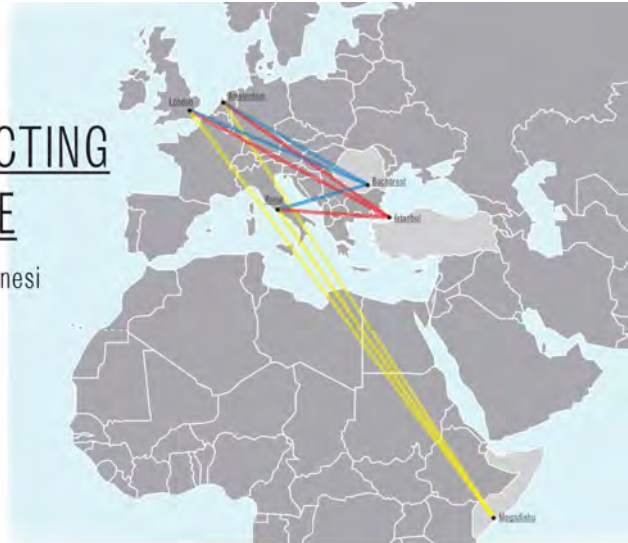 CTING
E
nesi
London
Amsterdam
Bucharest
Rome
Istanbul
Mogadishu